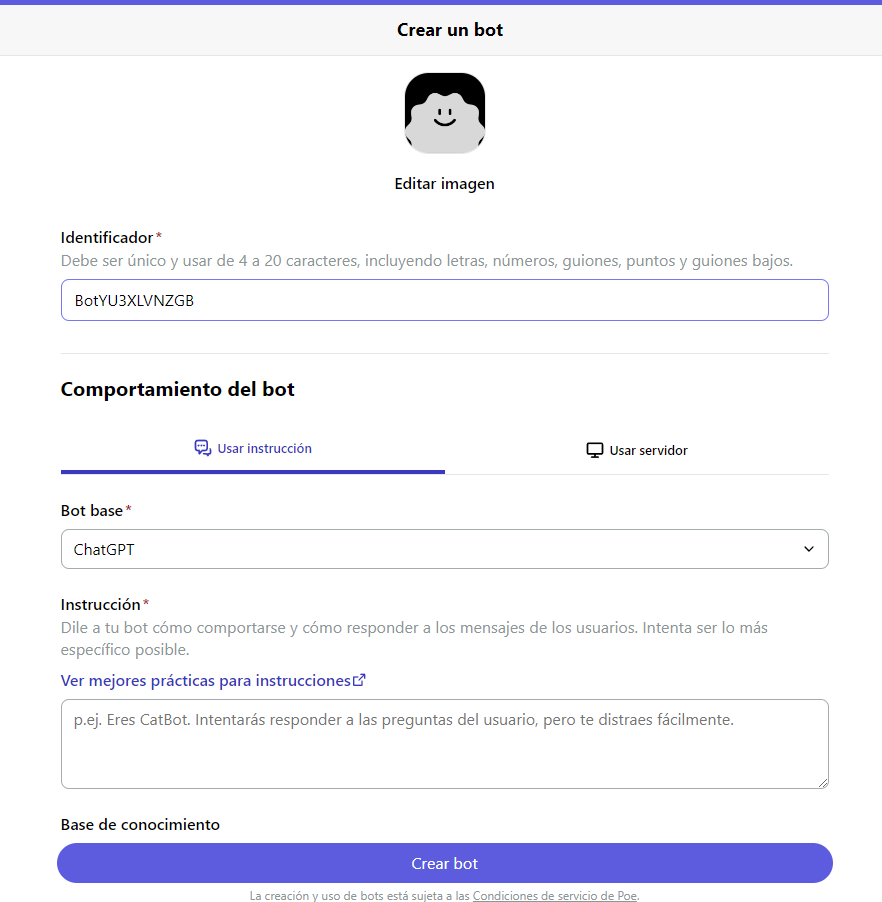 Crear un bot
Editar imagen
Identificador*
Debe ser único y usar de 4 a 20 caracteres, incluyendo letras, números, guiones, puntos y guiones bajos.
BotYU3XLVNZGB
Comportamiento del bot
Usar instrucción
Usar servidor
Bot base*
ChatGPT
Instrucción*
Dile a tu bot cómo comportarse y cómo responder a los mensajes de los usuarios. Intenta ser lo más
específico posible.
Ver mejores prácticas para instrucciones
p.ej. Eres CatBot. Intentarás responder a las preguntas del usuario, pero te distraes fácilmente.
Base de conocimiento
Crear bot
La creación y uso de bots está sujeta a las Condiciones de servicio de Poe.